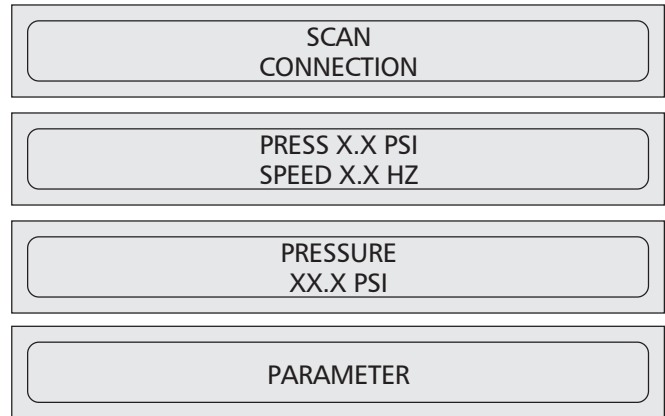 SCAN
CONNECTION
PRESS X.X PSI
SPEED X.X HZ
PRESSURE
XX.X PSI
PARAMETER